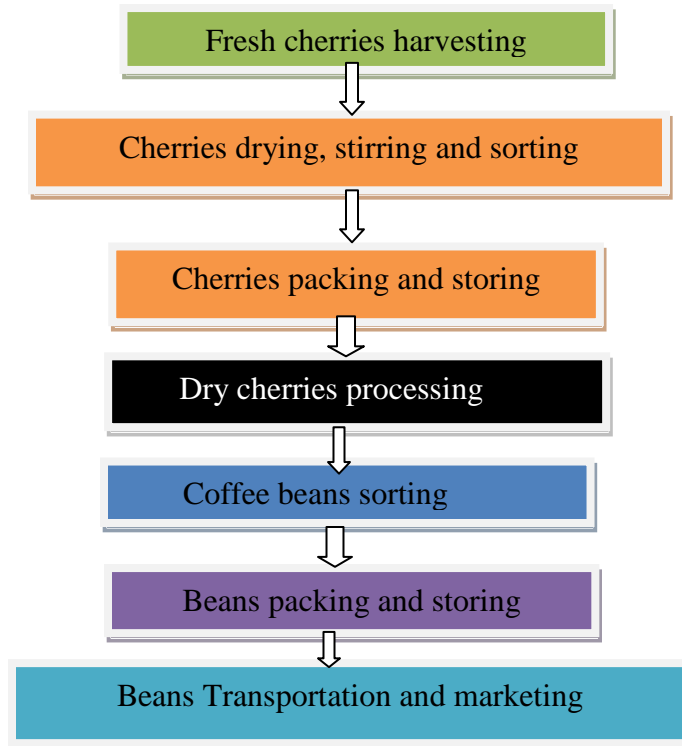 Fresh cherries harvesting
Cherries drying, stirring and sorting
Cherries packing and storing
Dry cherries processing
Coffee beans sorting
Beans packing and storing
Beans Transportation and marketing